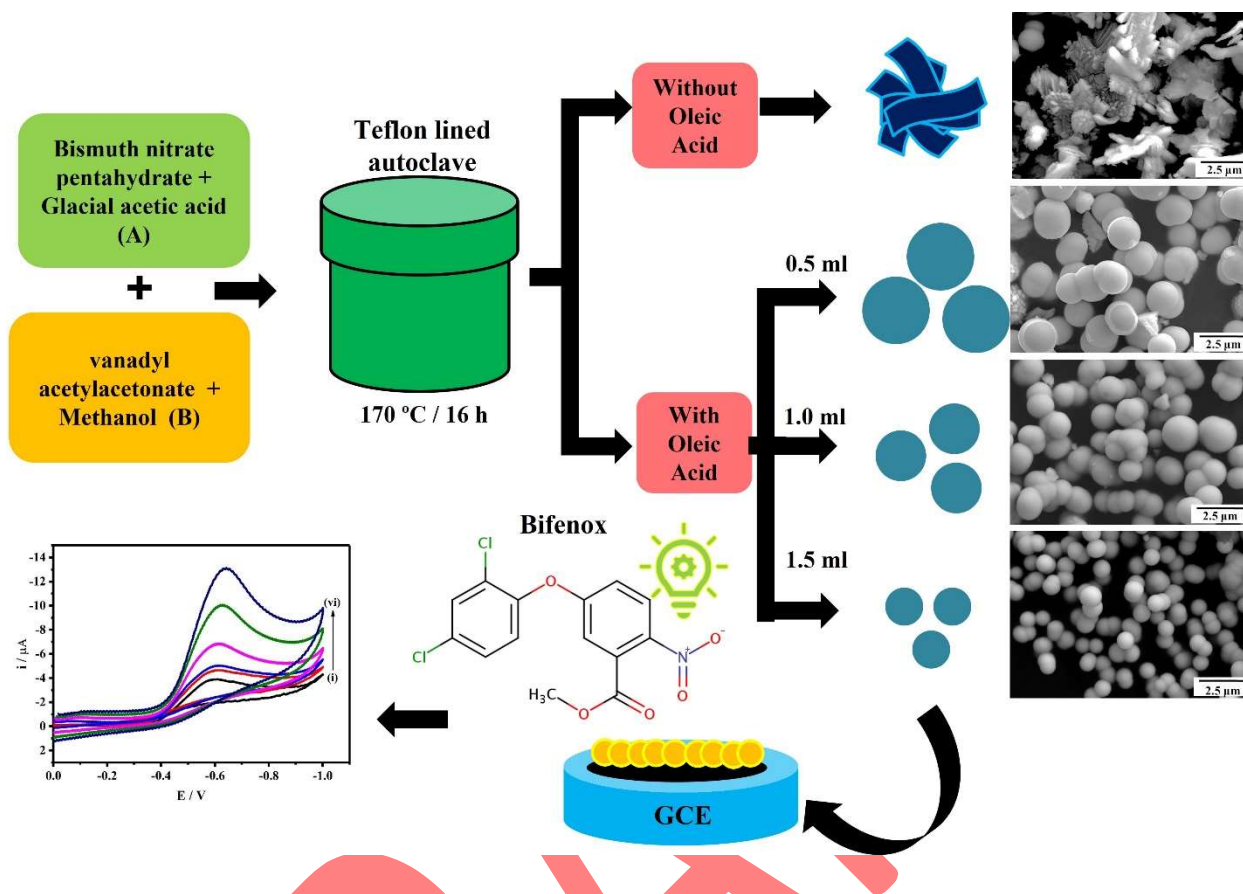 Bismuth nitrate
pentahydrate +
Glacial acetic acid
(A)
+
vanadyl
acetylacetonate +
Methanol (B)
Teflon lined
autoclave
170 ºC / 16 h
Without
Oleic
Acid
With
Oleic
Acid
0.5 ml
1.0 ml
1.5 ml
2.5 µm
2.5 µm
2.5 µm
2.5 µm
Bifenox
Cl
Cl
O
N+
O-
O
O
O
H3C
GCE
-14
-12
-10
-8
-6
-4
-2
0
2
i / µA
(vi)
(i)
0.0
-0.2
-0.4
-0.6
-0.8
-1.0
E / V